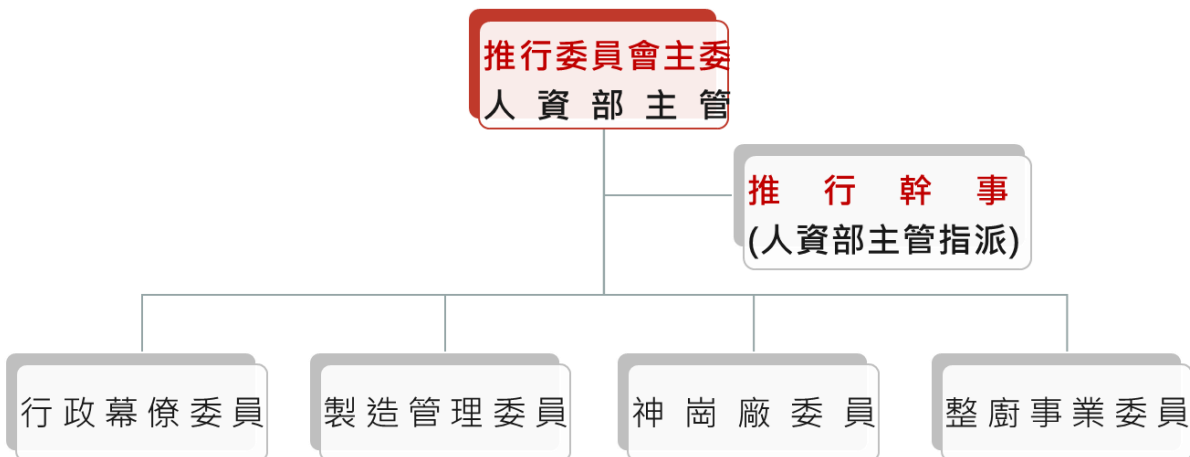 推行委員會主委
人資部主管
推行幹事
(人資部主管指派)
行政幕僚委員
製造管理委員
神崗廠委員
整廚事業委員